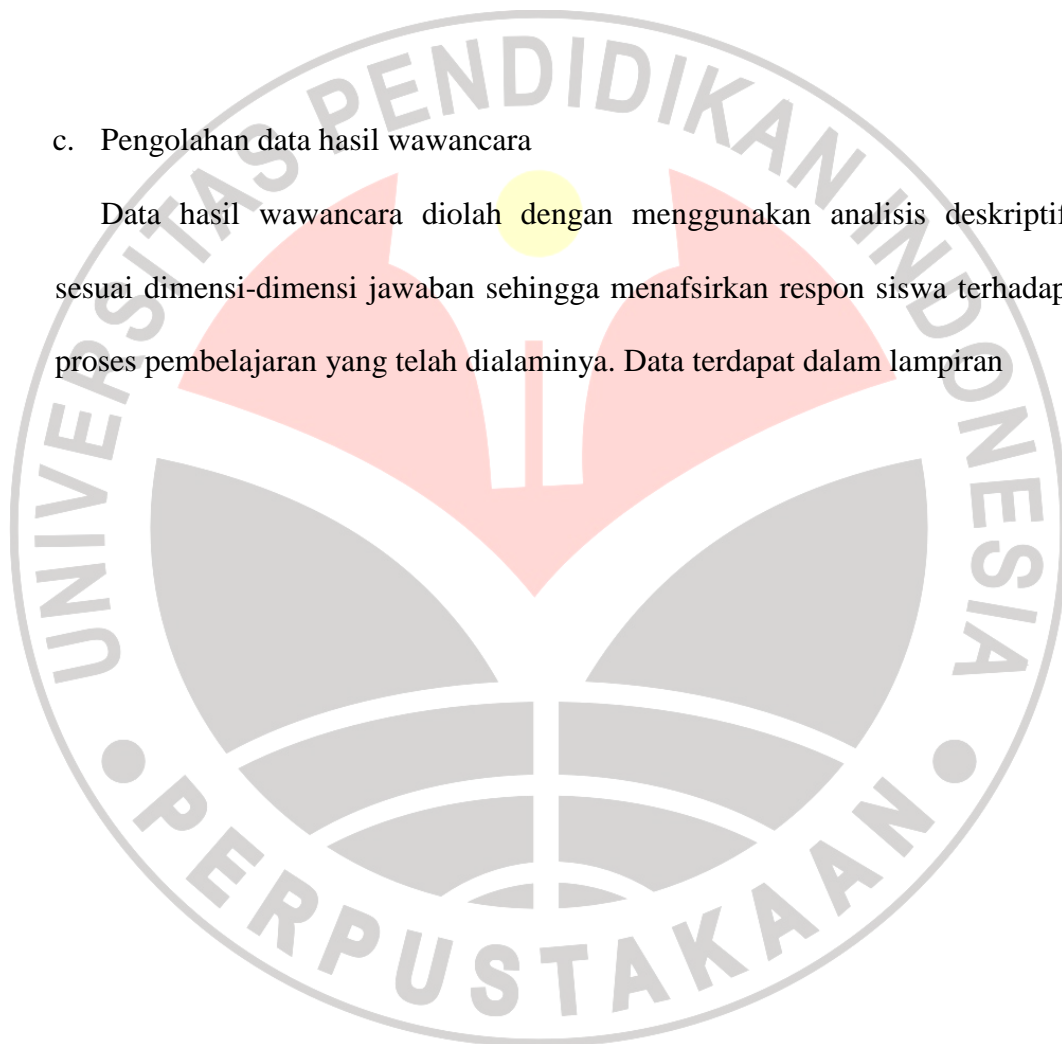 c. Pengolahan data hasil wawancara
Data hasil wawancara diolah dengan menggunakan analisis deskriptif
sesuai dimensi-dimensi jawaban sehingga menafsirkan respon siswa terhadap
proses pembelajaran yang telah dialaminya. Data terdapat dalam lampiran
UNIVERSITAS PENDIDIKAN INDONESIA
PERPUSTAKAAN